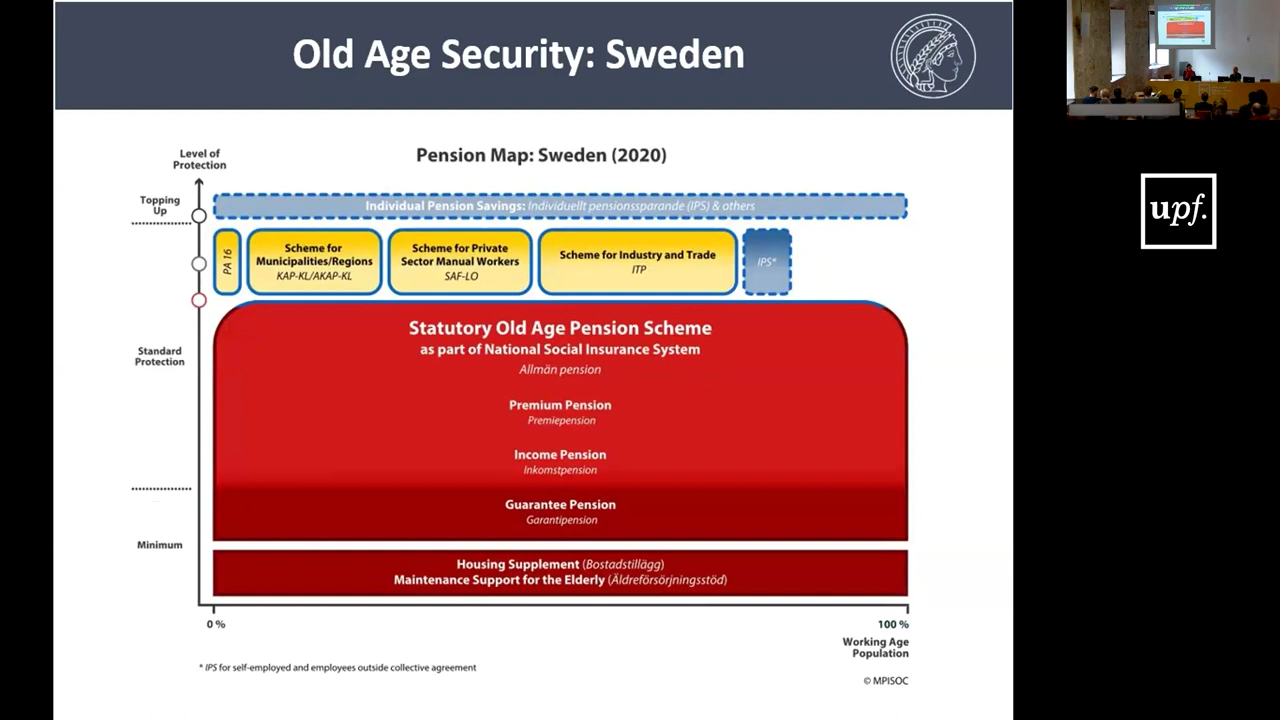 Old Age Security: Sweden
Pension Map: Sweden (2020)
Level of
Protection
Topping
Up
Individual Pension Savings: Individuellt pensionssparande (IPS) & others
PA 16
Scheme for
Municipalities/Regions
KAP-KL/AKAP-KL
Scheme for Private
Sector Manual Workers
SAF-LO
Scheme for Industry and Trade
ITP
IPS*
Standard
Protection
Statutory Old Age Pension Scheme
as part of National Social Insurance System
Allmän pension
Premium Pension
Premiepension
Income Pension
Inkomstpension
Guarantee Pension
Garantipension
Minimum
Housing Supplement (Bostadstillägg)
Maintenance Support for the Elderly (Äldreförsörjningsstöd)
0 %
100 %
Working Age
Population
* IPS for self-employed and employees outside collective agreement
© MPISOC
upf.